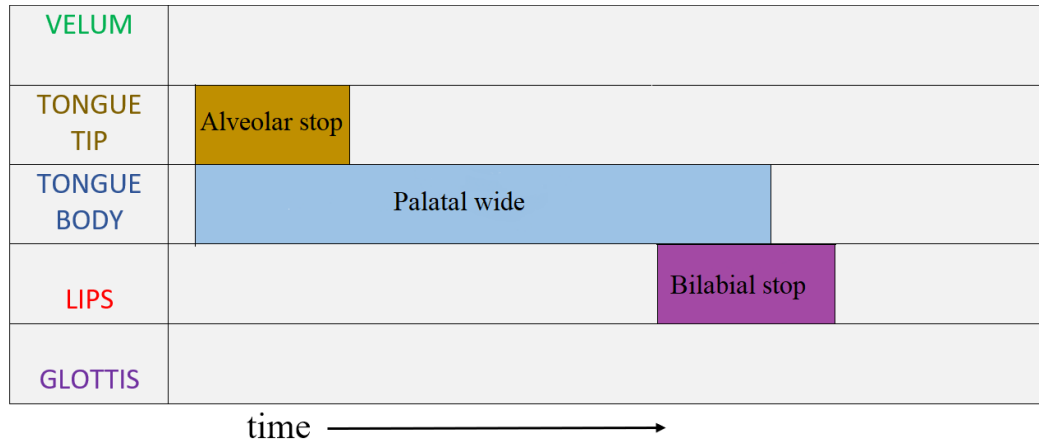 VELUM
TONGUE
TIP
Alveolar stop
TONGUE
BODY
Palatal wide
LIPS
Bilabial stop
GLOTTIS
time